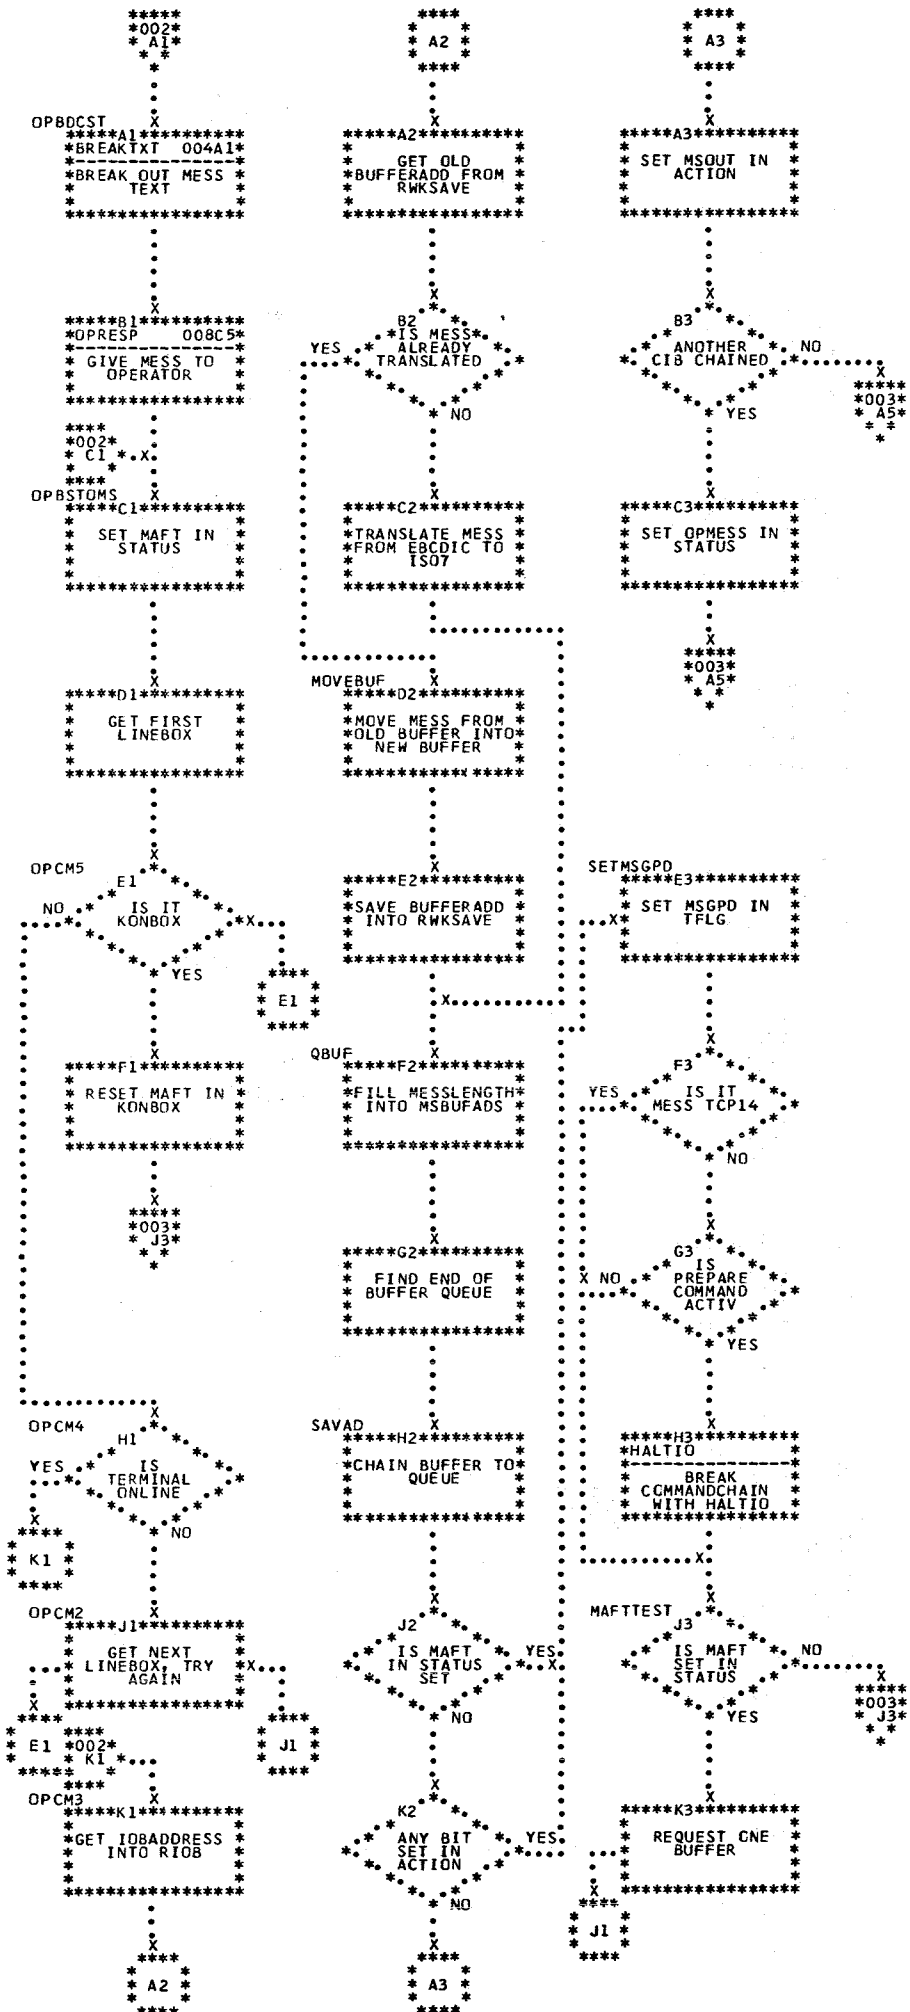 002
A1
OPBDCST
A1
BREAKTXT 004A1
BREAK OUT MESS
TEXT
B1
OPRESP 008C5
GIVE MESS TO
OPERATOR
002
C1
OPBSTOMS
C1
SET MAFT IN
STATUS
D1
GET FIRST
LINEBOX
OPCM5
E1
IS IT
KONBOX
NO
YES
E1
F1
RESET MAFT IN
KONBOX
003
J3
OPCM4
H1
IS
TERMINAL
ONLINE
YES
NO
K1
OPCM2
J1
GET NEXT
LINEBOX, TRY
AGAIN
E1
J1
002
K1
OPCM3
K1
GET IOBADDRESS
INTO RIOB
A2
A2
A2
GET OLD
BUFFERADD FROM
RWKSAVE
B2
IS MESS
ALREADY
TRANSLATED
YES
NO
C2
TRANSLATE MESS
FROM EBCDIC TO
ISO7
MOVEBUF
D2
MOVE MESS FROM
OLD BUFFER INTO
NEW BUFFER
E2
SAVE BUFFERADD
INTO RWKSAVE
QBUF
F2
FILL MESSLENGTH
INTO MSBUFADS
G2
FIND END OF
BUFFER QUEUE
SAVAD
H2
CHAIN BUFFER TO
QUEUE
J2
IS MAFT
IN STATUS
SET
YES
NO
K2
ANY BIT
SET IN
ACTION
YES
NO
A3
A3
A3
SET MSOUT IN
ACTION
B3
ANOTHER
CIB CHAINED
NO
YES
003
A5
C3
SET OPMESS IN
STATUS
003
A5
SETMSGPD
E3
SET MSGPD IN
TFLG
F3
IS IT
MESS TCP14
YES
NO
G3
IS
PREPARE
COMMAND
ACTIV
NO
YES
H3
HALTIO
BREAK
COMMANDCHAIN
WITH HALTIO
MAFTTEST
J3
IS MAFT
SET IN
STATUS
NO
YES
003
J3
K3
REQUEST ONE
BUFFER
J1